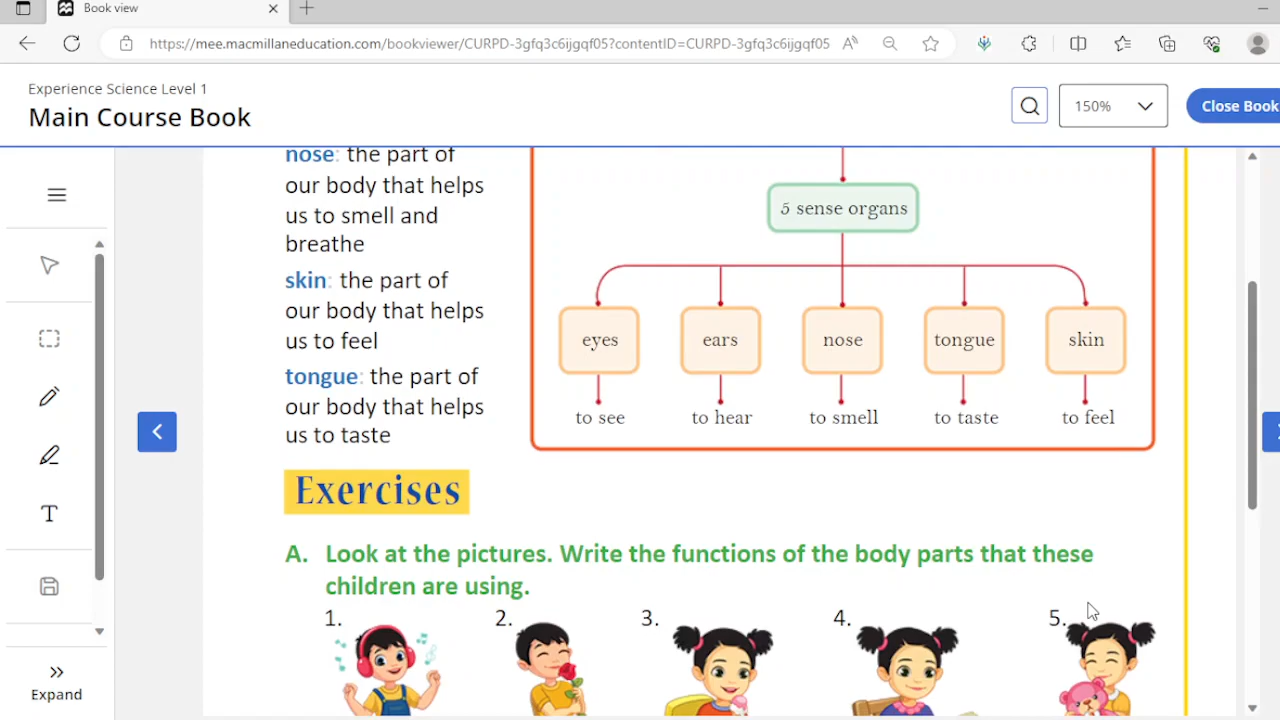 Book view
https://mee.macmillaneducation.com/bookviewer/CURPD-3gfq3c6ijgqf05?contentID=CURPD-3gfq3c6ijgqf05
Experience Science Level 1
Main Course Book
150%
Close Book
nose: the part of
our body that helps
us to smell and
breathe
skin: the part of
our body that helps
us to feel
tongue: the part of
our body that helps
us to taste
5 sense organs
eyes ears nose tongue skin
to see to hear to smell to taste to feel
Exercises
A. Look at the pictures. Write the functions of the body parts that these
children are using.
1. 2. 3. 4. 5.
T
Expand